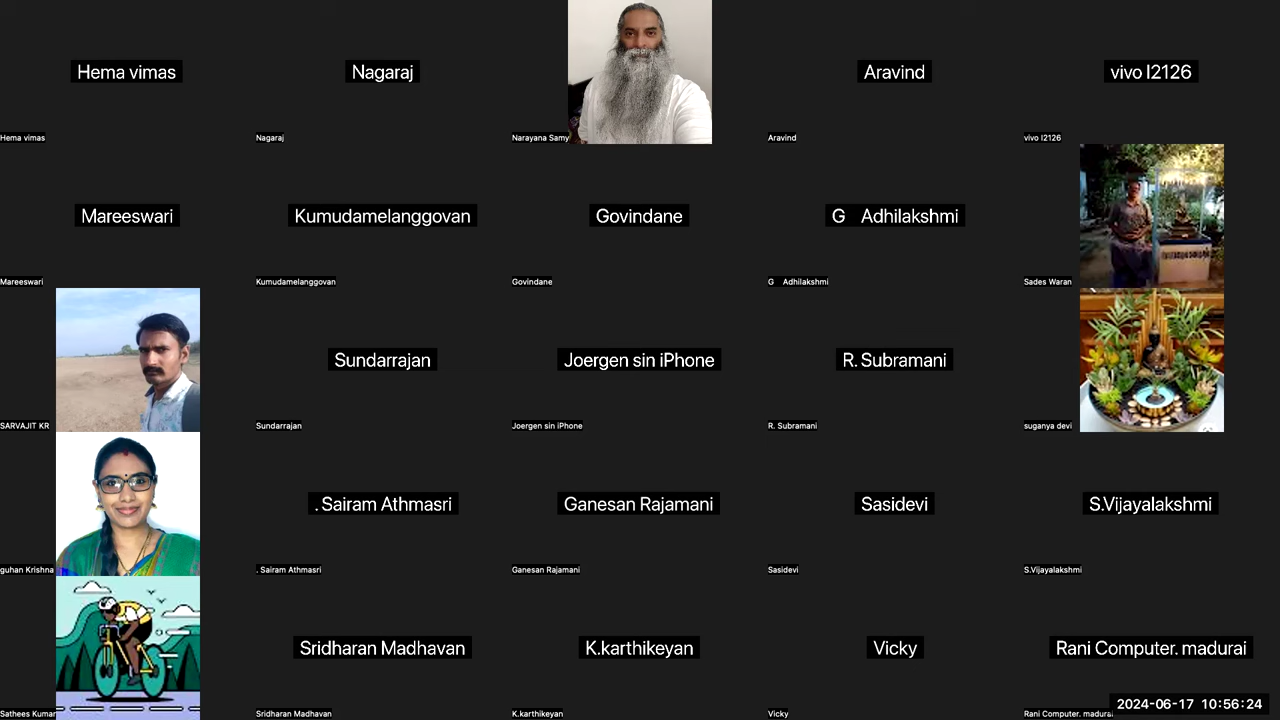 Hema vimas
Nagaraj
Aravind
vivo I2126
Hema vimas
Nagaraj
Narayana Samy
Aravind
vivo I2126
Mareeswari
Kumudamelanggovan
Govindane
G Adhilakshmi
Mareeswari
Kumudamelanggovan
Govindane
G Adhilakshmi
Sades Waran
Sundarrajan
Joergen sin iPhone
R. Subramani
SARVAJIT KR
Sundarrajan
Joergen sin iPhone
R. Subramani
suganya devi
. Sairam Athmasri
Ganesan Rajamani
Sasidevi
S.Vijayalakshmi
guhan Krishna
. Sairam Athmasri
Ganesan Rajamani
Sasidevi
S.Vijayalakshmi
Sridharan Madhavan
K.karthikeyan
Vicky
Rani Computer. madurai
Sathees Kumar
Sridharan Madhavan
K.karthikeyan
Vicky
Rani Computer. madurai
2024-06-17 10:56:24